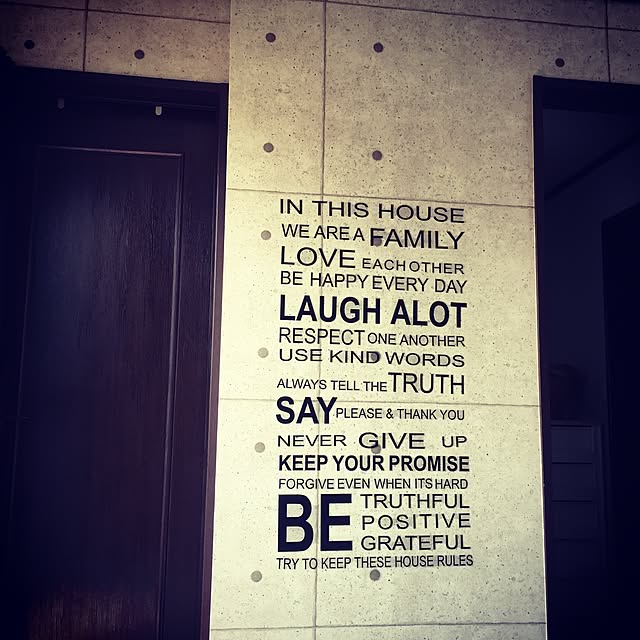 IN THIS HOUSE
WE ARE A FAMILY
LOVE EACH OTHER
BE HAPPY EVERY DAY
LAUGH ALOT
RESPECT ONE ANOTHER
USE KIND WORDS
ALWAYS TELL THE TRUTH
SAY PLEASE & THANK YOU
NEVER GIVE UP
KEEP YOUR PROMISE
FORGIVE EVEN WHEN ITS HARD
BE TRUTHFUL
POSITIVE
GRATEFUL
TRY TO KEEP THESE HOUSE RULES